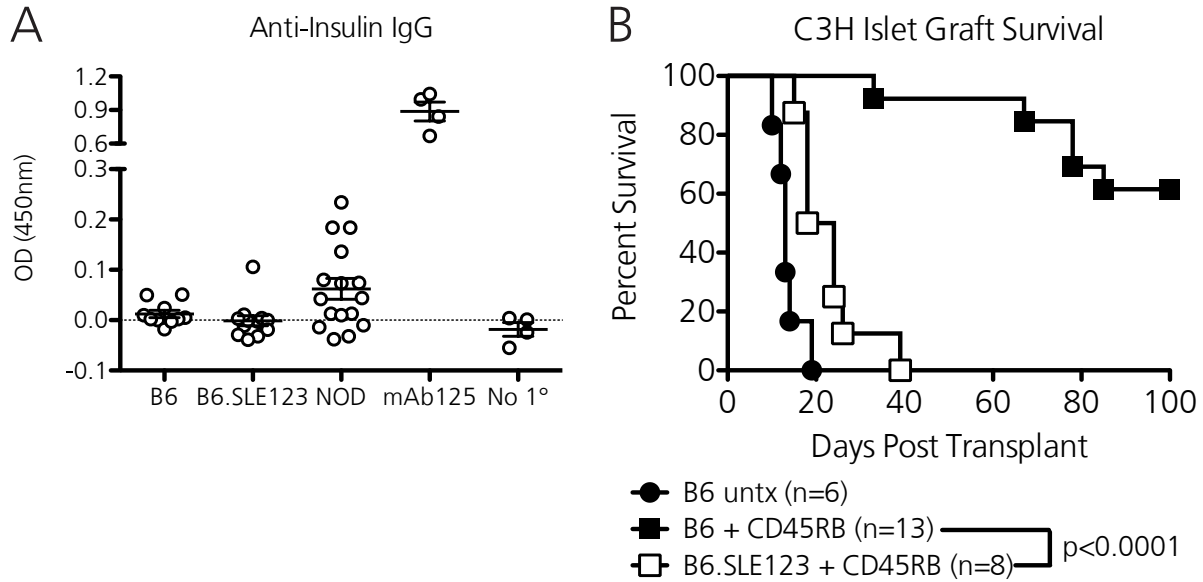 A
Anti-Insulin IgG
1.2
0.9
0.6
0.3
0.2
0.1
0.0
-0.1
OD (450nm)
B6 B6.SLE123 NOD mAb125 No 1°
B
C3H Islet Graft Survival
100
80
60
40
20
0
Percent Survival
0 20 40 60 80 100
Days Post Transplant
B6 untx (n=6)
B6 + CD45RB (n=13)
B6.SLE123 + CD45RB (n=8)
p<0.0001